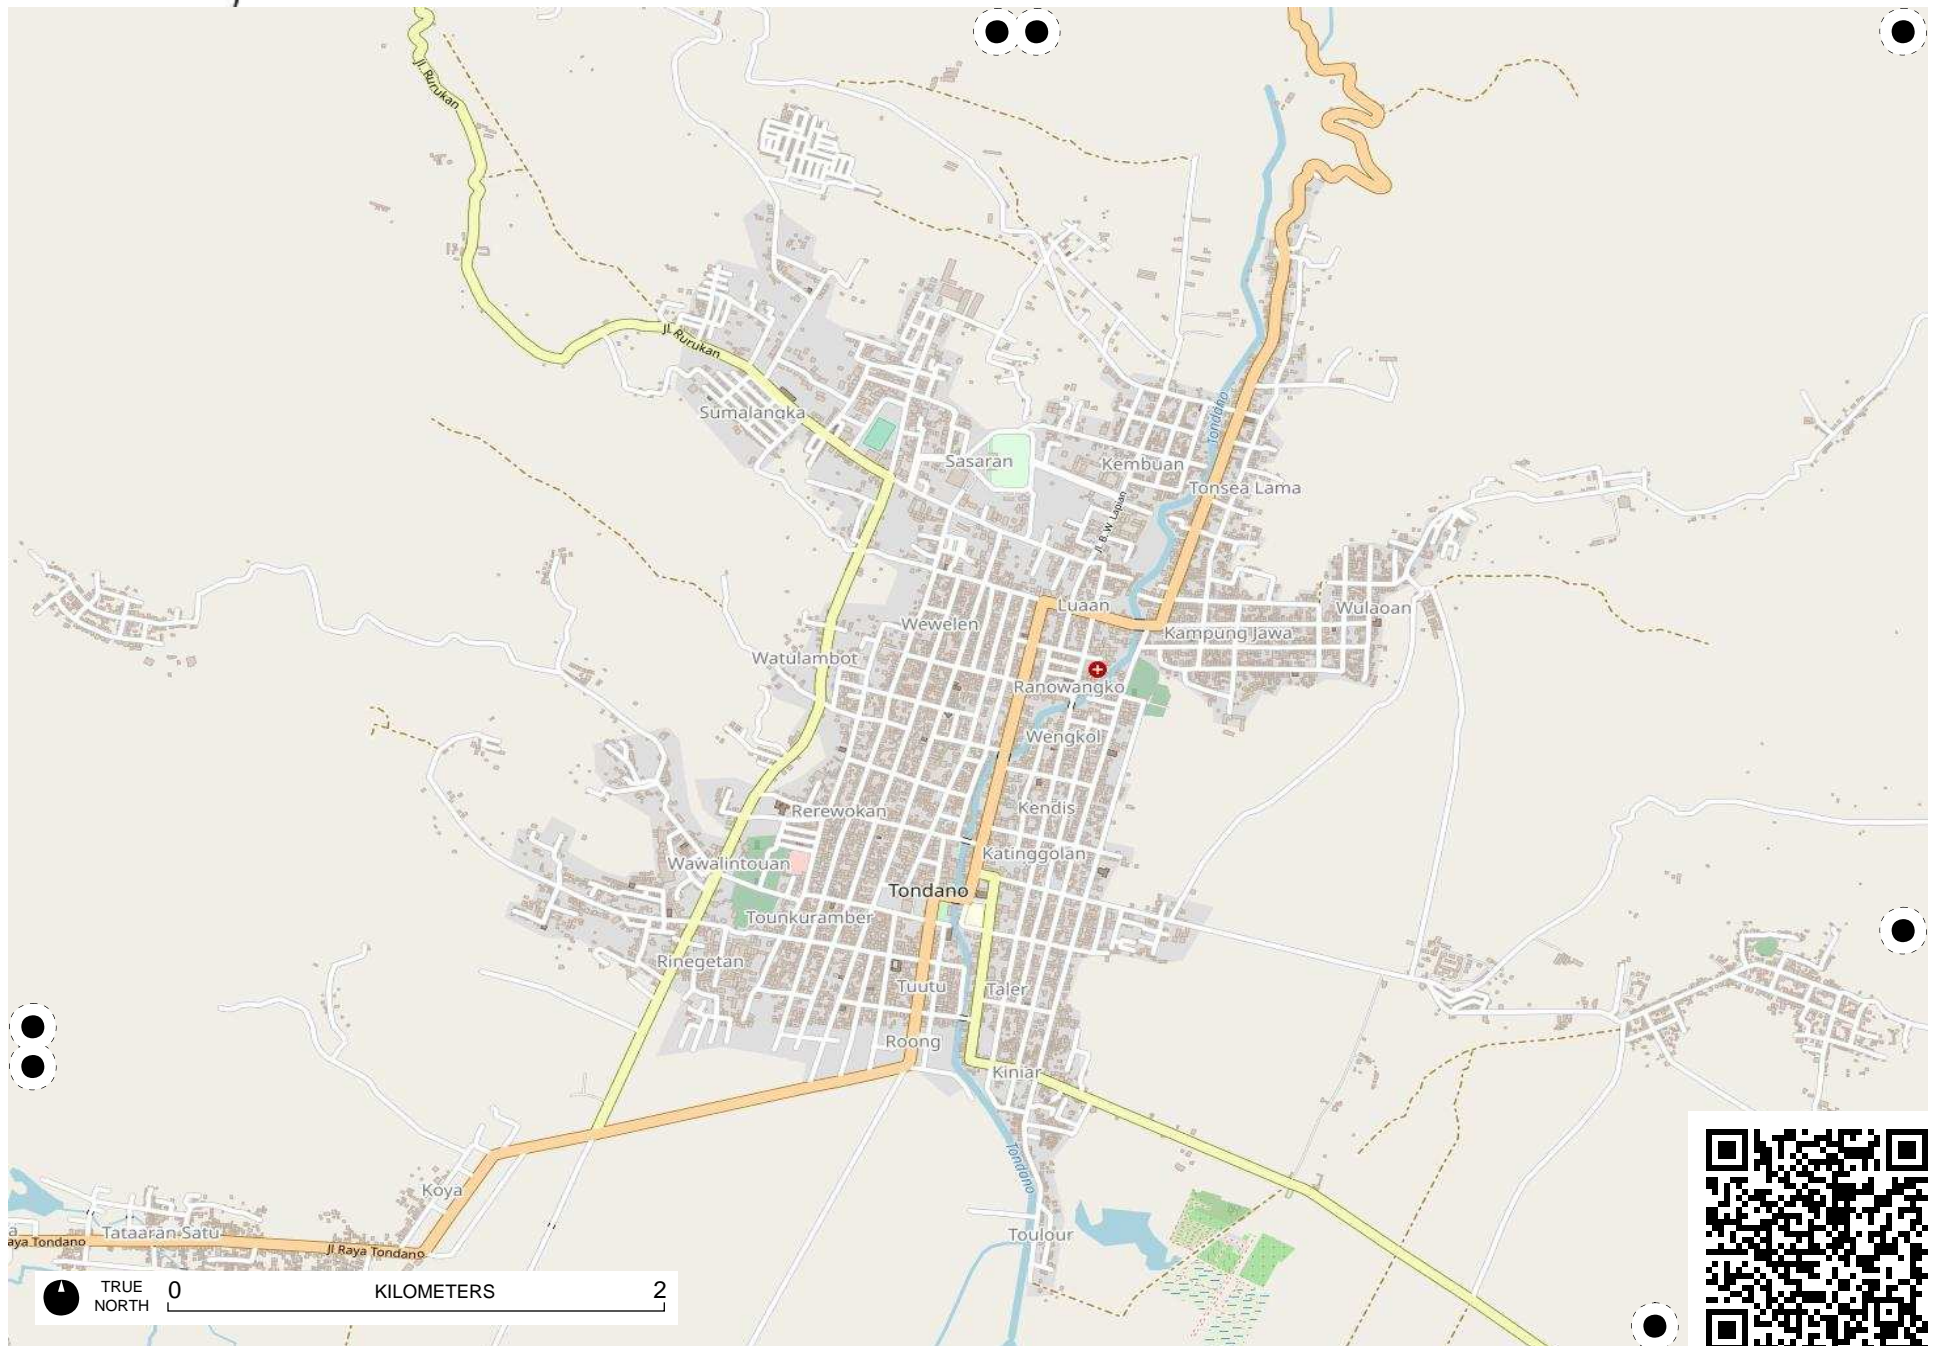 Jl. Rurukan
Jl. Rurukan
Sumalangka
Tondano
Sasaran
Kembuan
Tonsea Lama
Jl. B. W. Lapian
Luaan
Wulaoan
Wewelen
Kampung Jawa
Watulambot
Ranowangko
Wengkol
Rerewokan
Kendis
Katinggolan
Wawalintouan
Tondano
Tounkuramber
Rinegetan
Tuutu
Taler
Roong
Kiniar
Tondano
Koya
Toulour
a
Tataaran Satu
aya Tondano
Jl Raya Tondano
TRUE NORTH
0 KILOMETERS 2